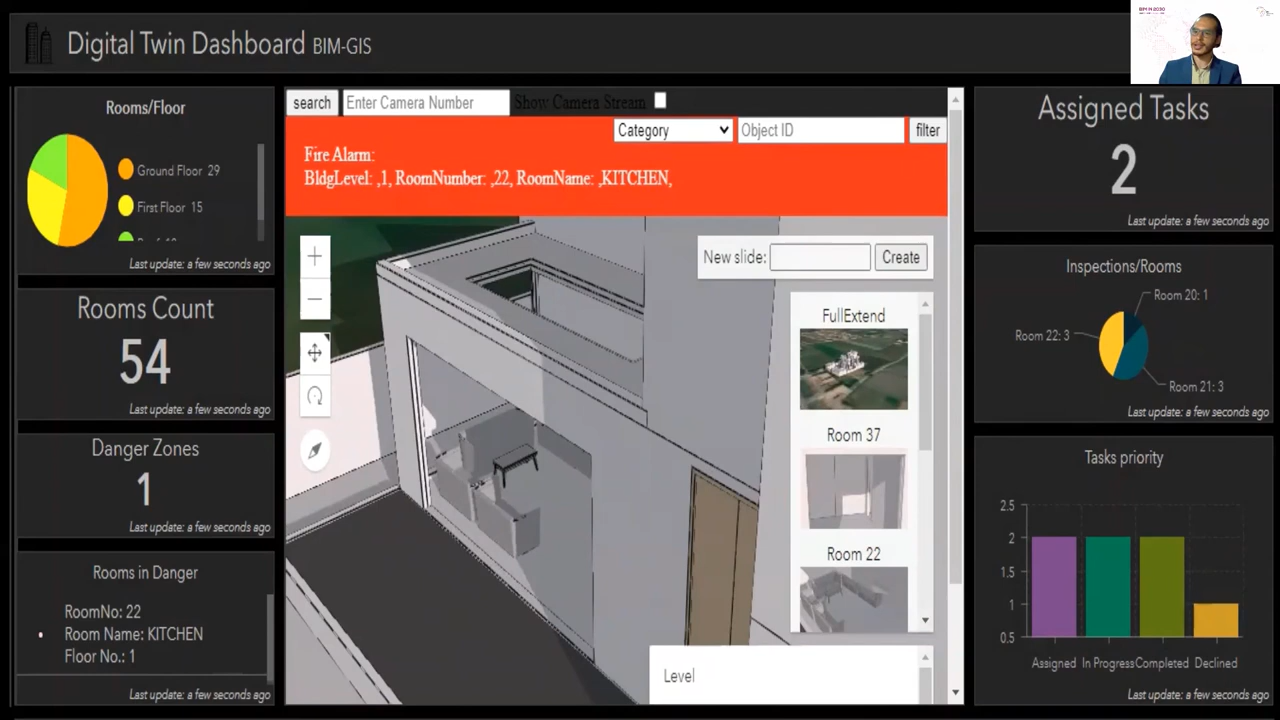 Digital Twin Dashboard BIM-GIS
BIM IN 2030
Rooms/Floor
Ground Floor 29
First Floor 15
Last update: a few seconds ago
Rooms Count
54
Last update: a few seconds ago
Danger Zones
1
Last update: a few seconds ago
Rooms in Danger
RoomNo: 22
Room Name: KITCHEN
Floor No.: 1
Last update: a few seconds ago
search
Enter Camera Number
Show Camera Stream
Category
Object ID
filter
Fire Alarm:
BldgLevel: ,1, RoomNumber: ,22, RoomName: ,KITCHEN,
New slide:
Create
FullExtend
Room 37
Room 22
Level
Assigned Tasks
2
Last update: a few seconds ago
Inspections/Rooms
Room 20: 1
Room 22: 3
Room 21: 3
Last update: a few seconds ago
Tasks priority
2.5
2
1.5
1
0.5
Assigned In Progress Completed Declined
Last update: a few seconds ago